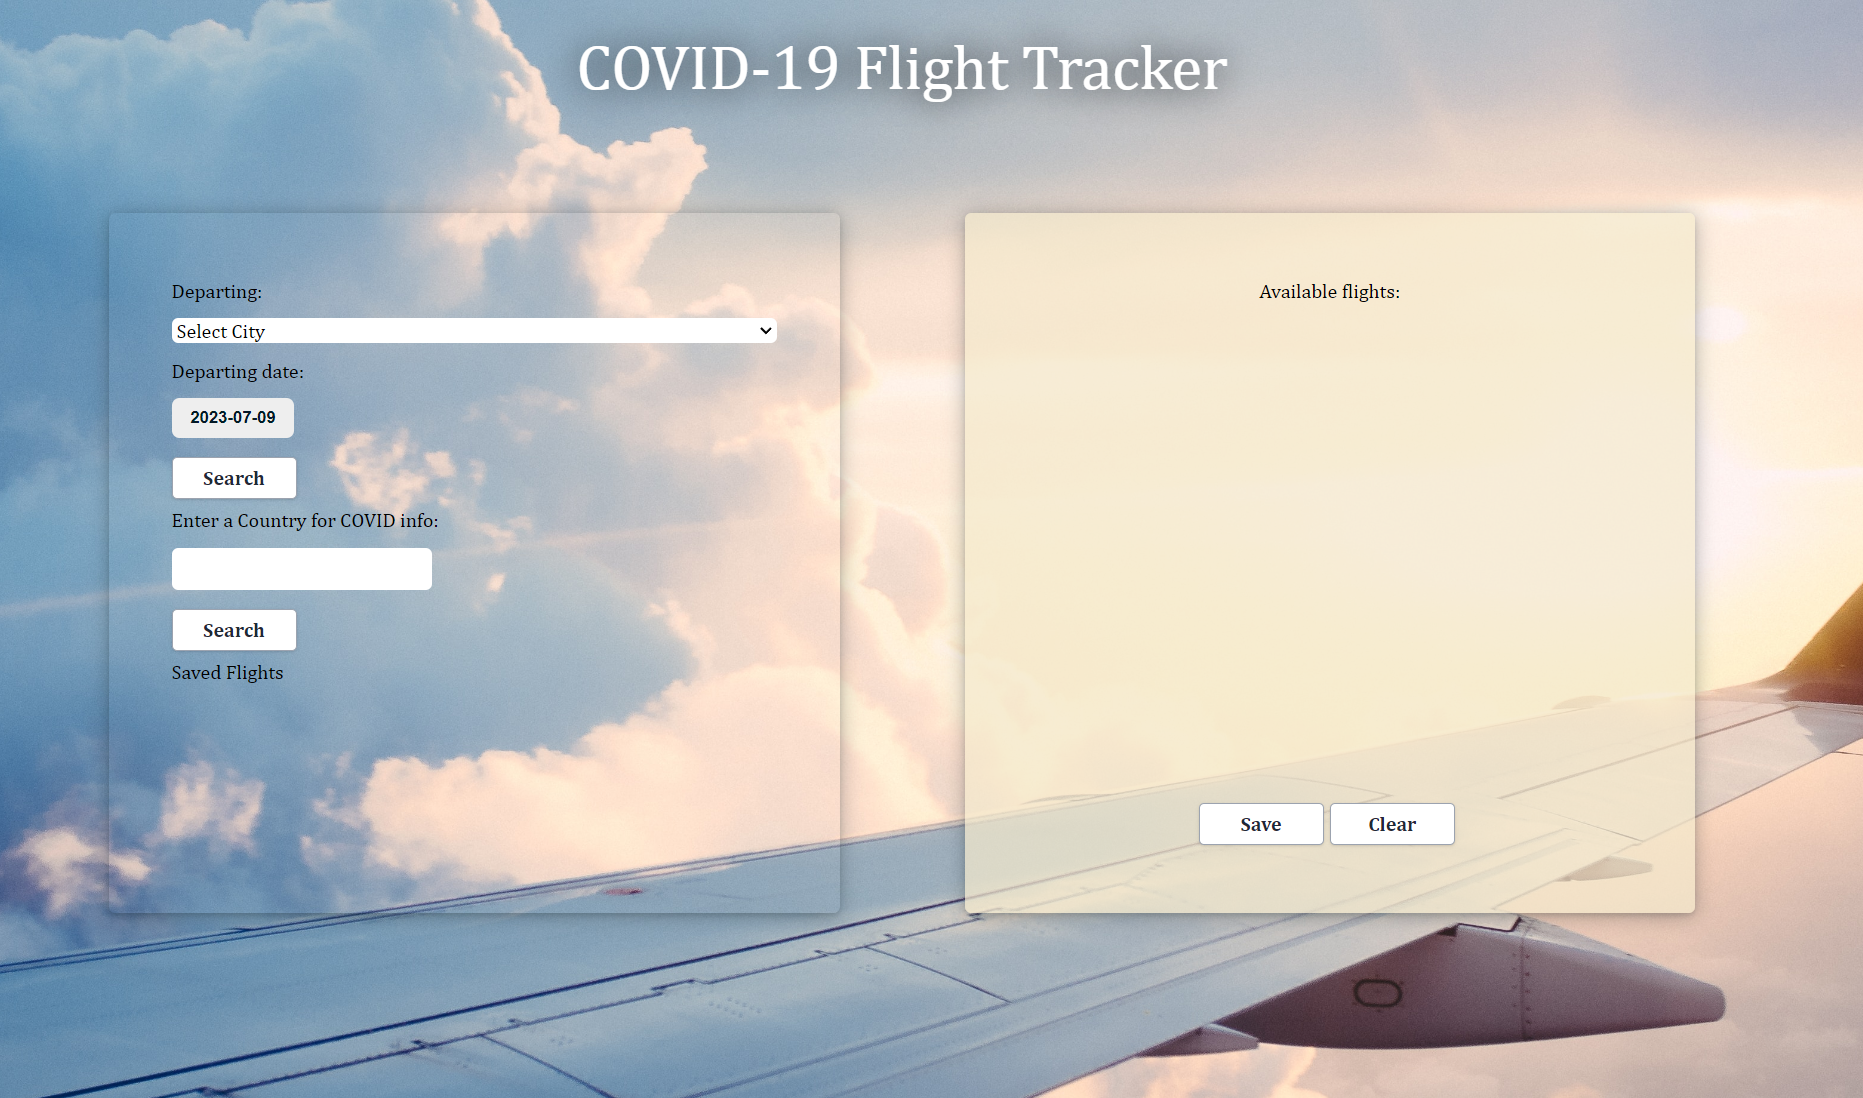 COVID-19 Flight Tracker
Departing:
Select City
Departing date:
2023-07-09
Search
Enter a Country for COVID info:
Search
Saved Flights
Available flights:
Save
Clear